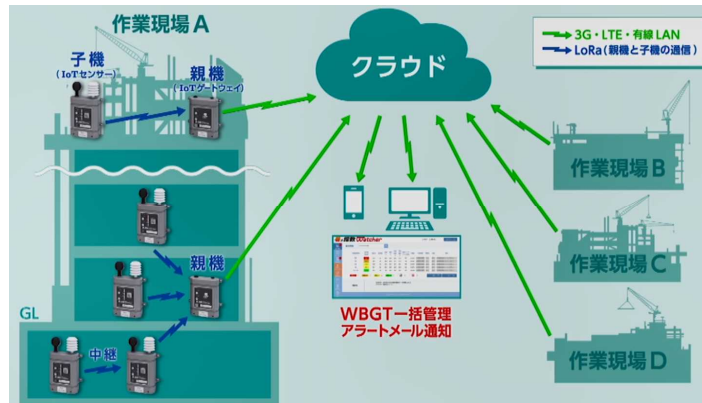 作業現場A
子機
(IoTセンサー)
親機
(IoTゲートウェイ)
クラウド
3G・LTE・有線LAN
LoRa(親機と子機の通信)
作業現場B
親機
作業現場C
GL
WBGT一括管理
アラートメール通知
中継
作業現場D